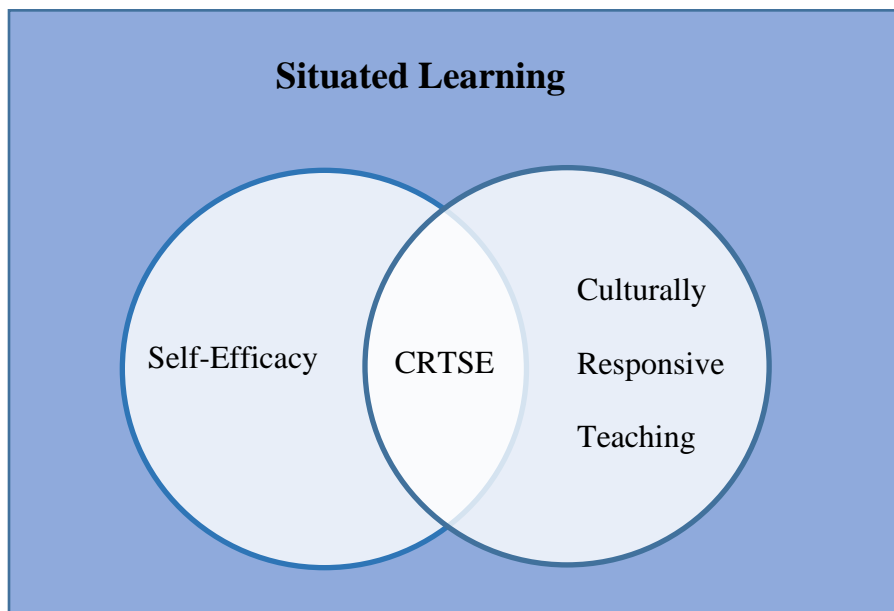 Situated Learning
Self-Efficacy
CRTSE
Culturally
Responsive
Teaching